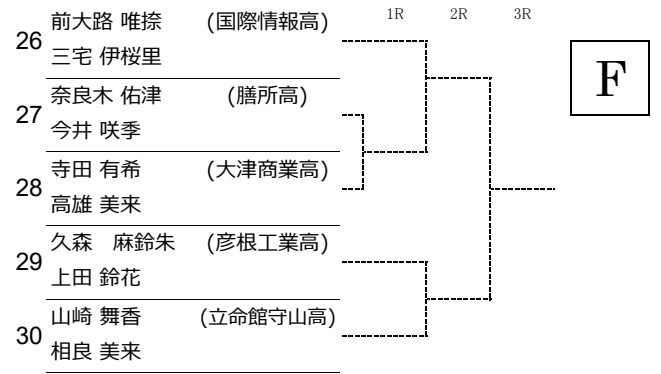 1R 2R 3R
26 前大路 唯捺 (国際情報高)
三宅 伊桜里
F
27 奈良木 佑津 (膳所高)
今井 咲季
28 寺田 有希 (大津商業高)
高雄 美来
29 久森　麻鈴朱 (彦根工業高)
上田 鈴花
30 山崎 舞香 (立命館守山高)
相良 美来